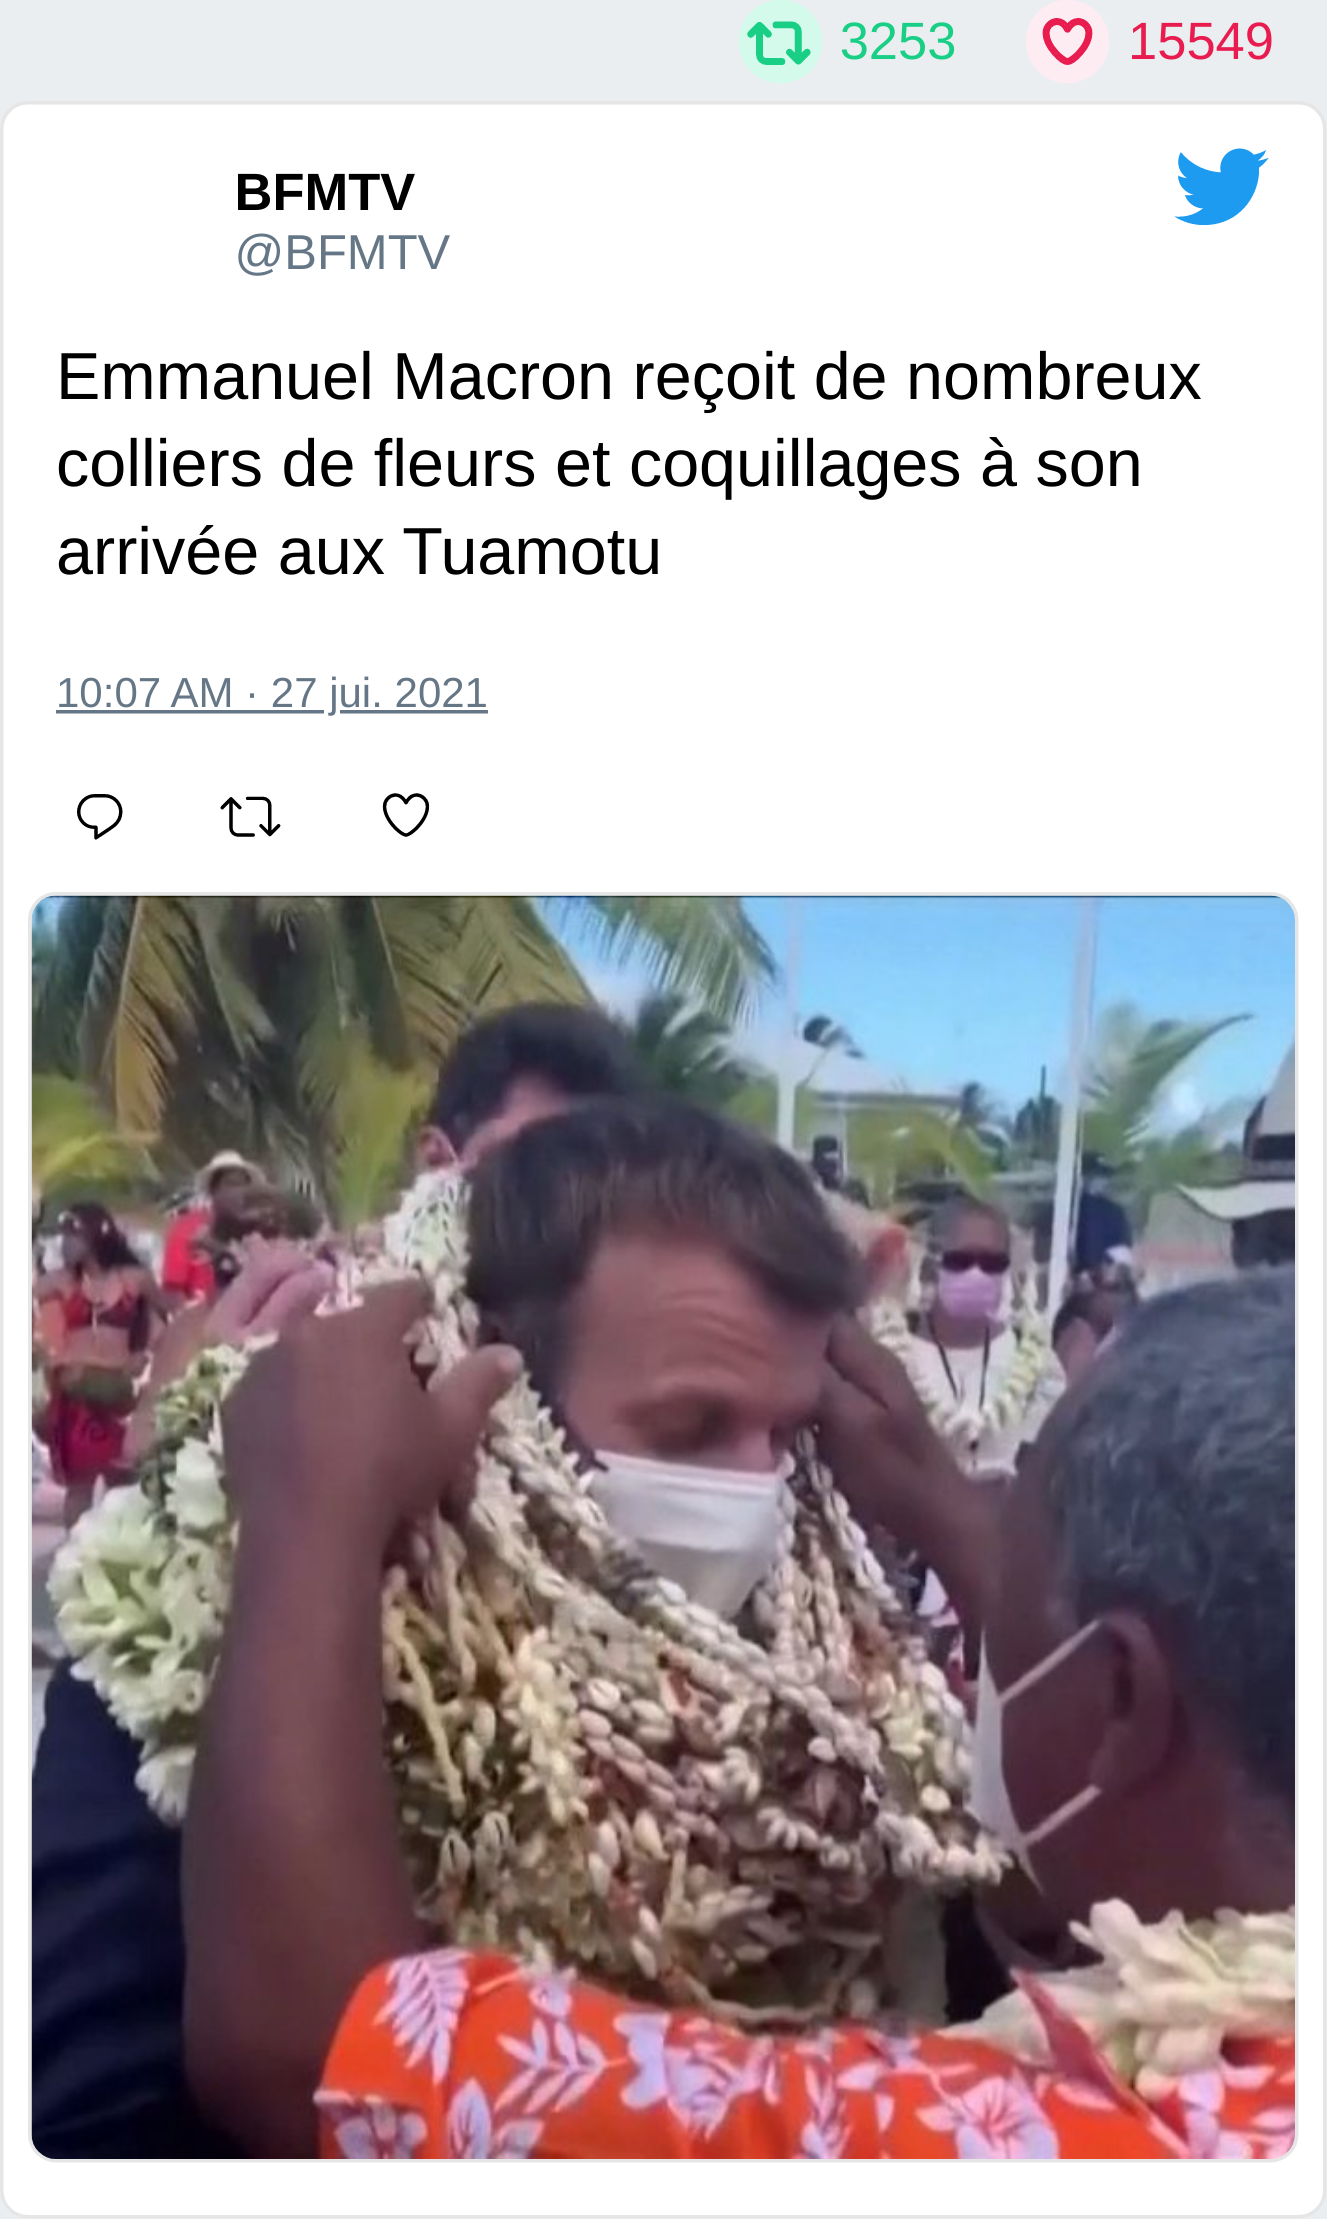 3253 15549
BFMTV
@BFMTV
Emmanuel Macron reçoit de nombreux
colliers de fleurs et coquillages à son
arrivée aux Tuamotu
10:07 AM · 27 jui. 2021